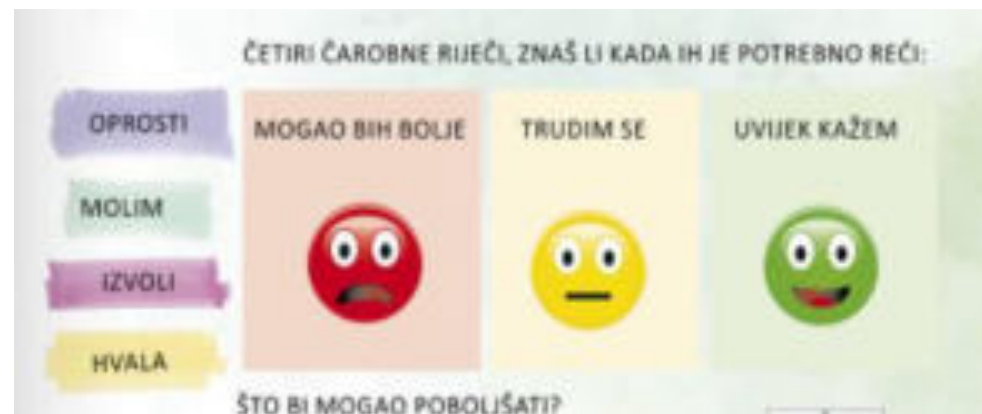 ČETIRI ČAROBNE RIJEČI, ZNAŠ LI KADA IH JE POTREBNO REĆI:
OPROSTI
MOLIM
IZVOLI
HVALA
MOGAO BIH BOLJE
TRUDIM SE
UVIJEK KAŽEM
ŠTO BI MOGAO POBOLJŠATI?